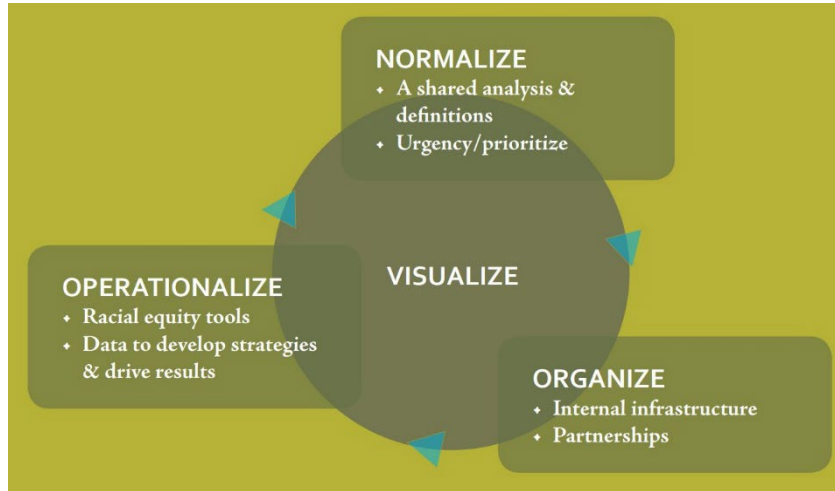 NORMALIZE
✦ A shared analysis &
definitions
✦ Urgency/prioritize
VISUALIZE
OPERATIONALIZE
✦ Racial equity tools
✦ Data to develop strategies
& drive results
ORGANIZE
✦ Internal infrastructure
✦ Partnerships